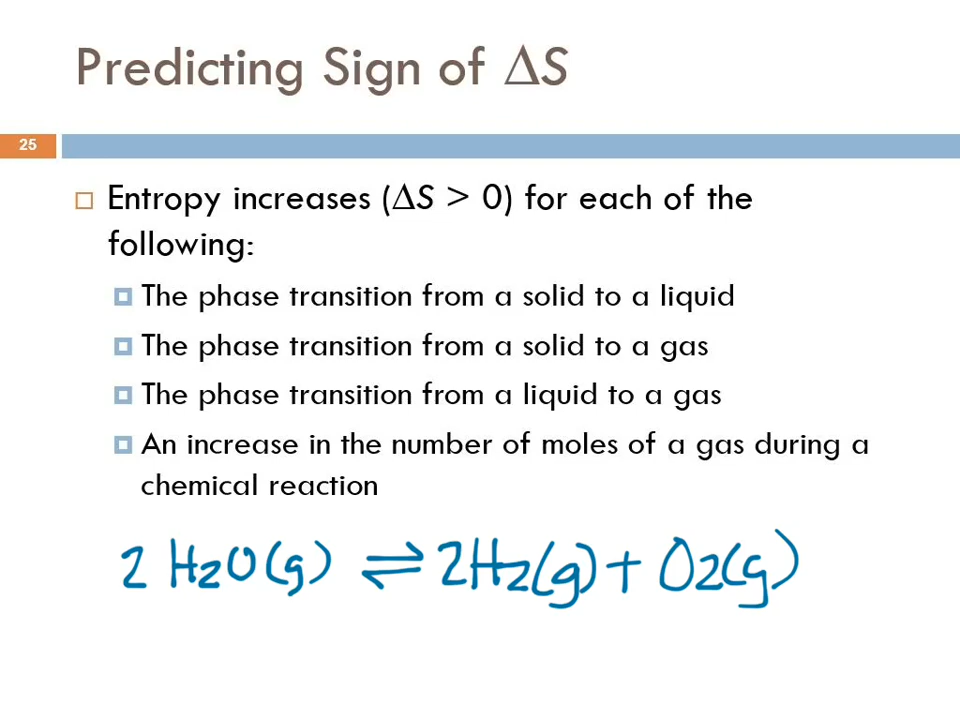 Predicting Sign of ΔS
25
Entropy increases (ΔS > 0) for each of the
following:
The phase transition from a solid to a liquid
The phase transition from a solid to a gas
The phase transition from a liquid to a gas
An increase in the number of moles of a gas during a
chemical reaction
2 H2O(g) ⇌ 2H2(g) + O2(g)